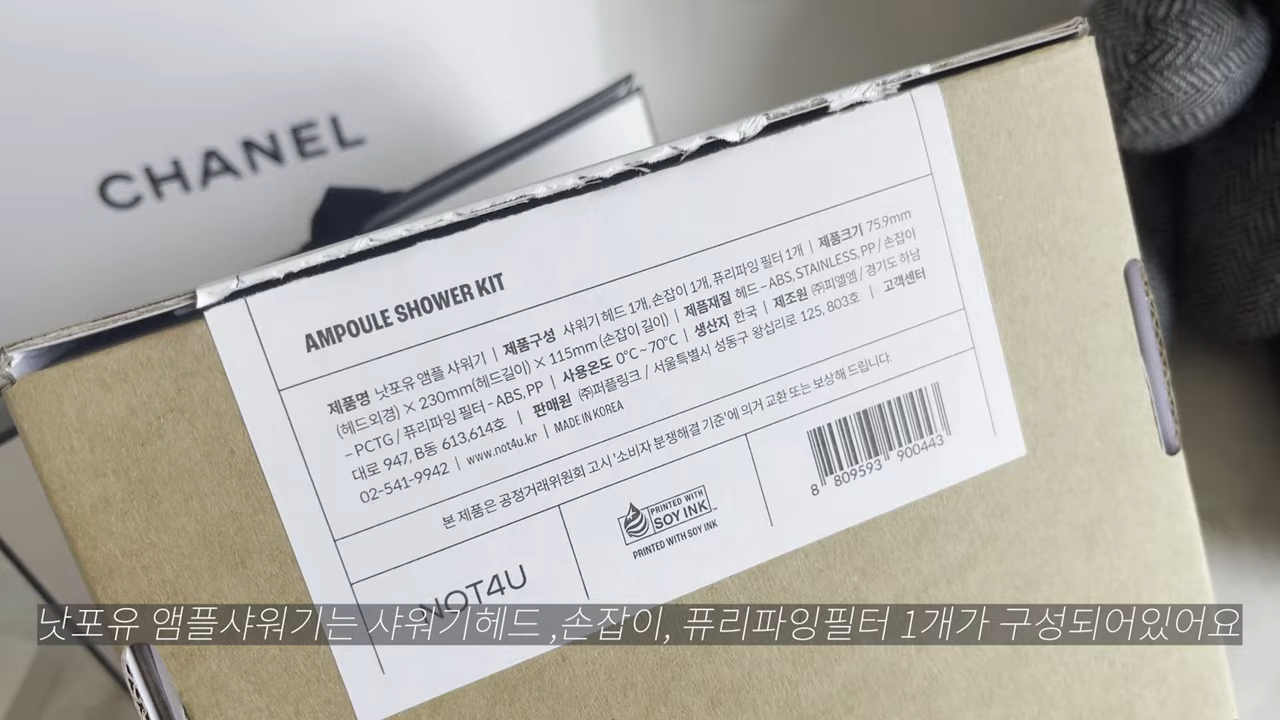 CHANEL
AMPOULE SHOWER KIT
제품명 낫포유 앰플 샤워기 | 제품구성 샤워기 헤드 1개, 손잡이 1개, 퓨리파잉 필터 1개 | 제품크기 75.9mm
(헤드외경) × 230mm(헤드길이) × 115mm (손잡이 길이) | 제품재질 헤드 – ABS, STAINLESS, PP / 손잡이
– PCTG / 퓨리파잉 필터 – ABS, PP | 사용온도 0°C ~ 70°C | 생산지 한국 | 제조원 ㈜피엘엠 / 경기도 하남
대로 947, B동 613,614호 | 판매원 ㈜퍼플링크 / 서울특별시 성동구 왕십리로 125, 803호 | 고객센터
02-541-9942 | www.not4u.kr | MADE IN KOREA
본 제품은 공정거래위원회 고시 '소비자 분쟁해결 기준'에 의거 교환 또는 보상해 드립니다.
NOT4U
PRINTED WITH
SOY INK™
PRINTED WITH SOY INK
8 809593 900443
낫포유 앰플샤워기는 샤워기헤드 ,손잡이, 퓨리파잉필터 1개가 구성되어있어요